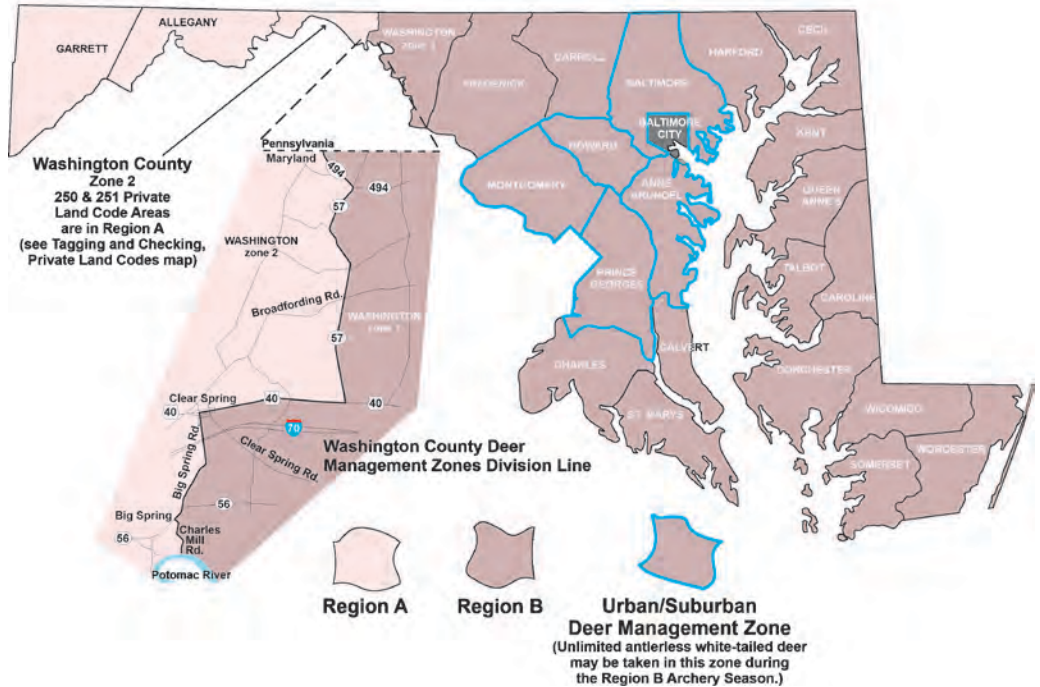 GARRETT
ALLEGANY
WASHINGTON
ZONE 1
FREDERICK
CARROLL
BALTIMORE
HARFORD
CECIL
BALTIMORE
CITY
HOWARD
MONTGOMERY
ANNE
ARUNDEL
KENT
QUEEN
ANNE'S
PRINCE
GEORGES
TALBOT
CAROLINE
CALVERT
CHARLES
ST. MARYS
DORCHESTER
WICOMICO
SOMERSET
WORCESTER
Washington County
Zone 2
250 & 251 Private
Land Code Areas
are in Region A
(see Tagging and Checking,
Private Land Codes map)
Pennsylvania
Maryland
494
494
57
WASHINGTON
zone 2
Broadfording Rd.
WASHINGTON
zone 1
57
Clear Spring
40
40
40
70
Big Spring Rd.
Clear Spring Rd.
56
Big Spring
56
Charles
Mill
Rd.
Potomac River
Washington County Deer
Management Zones Division Line
Region A
Region B
Urban/Suburban
Deer Management Zone
(Unlimited antlerless white-tailed deer
may be taken in this zone during
the Region B Archery Season.)